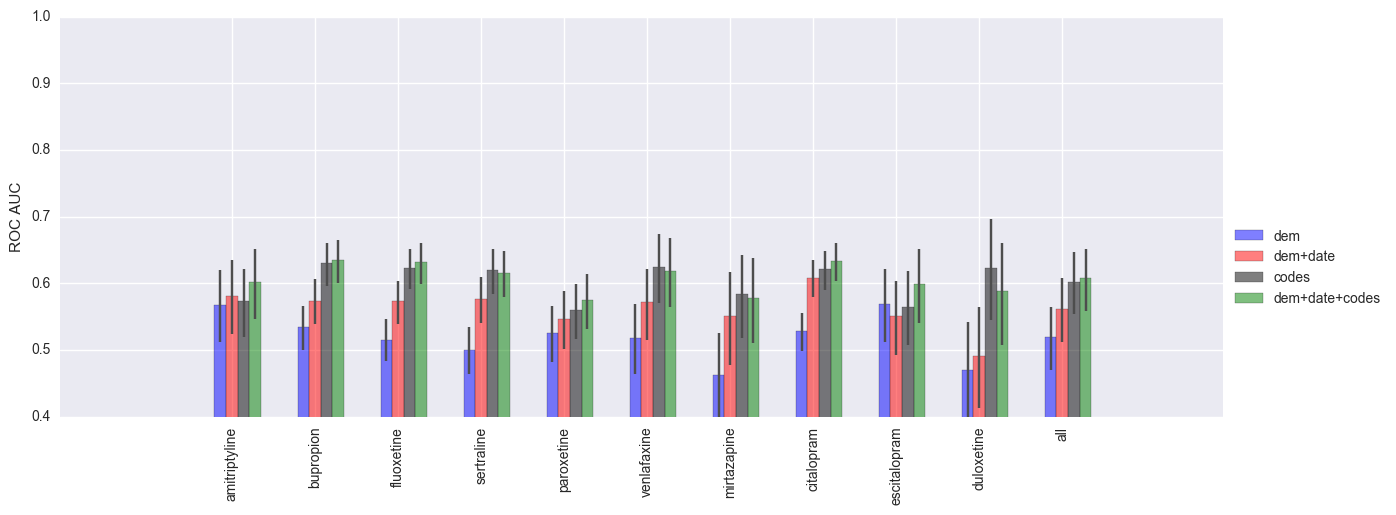 1.0
0.9
0.8
0.7
0.6
0.5
0.4
ROC AUC
amitriptyline
bupropion
fluoxetine
sertraline
paroxetine
venlafaxine
mirtazapine
citalopram
escitalopram
duloxetine
all
dem
dem+date
codes
dem+date+codes